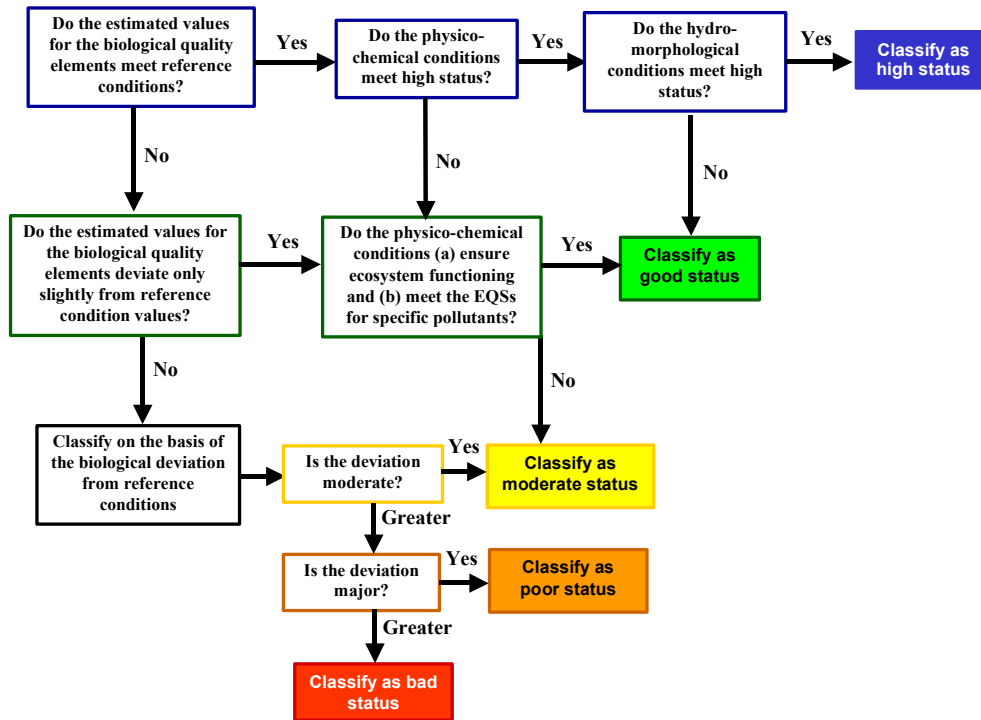 Do the estimated values
for the biological quality
elements meet reference
conditions?
Yes
Do the physico-
chemical conditions
meet high status?
Yes
Do the hydro-
morphological
conditions meet high
status?
Yes
Classify as
high status
No
No
No
Do the estimated values for
the biological quality
elements deviate only
slightly from reference
condition values?
Yes
Do the physico-chemical
conditions (a) ensure
ecosystem functioning
and (b) meet the EQSs
for specific pollutants?
Yes
Classify as
good status
No
No
Classify on the basis of
the biological deviation
from reference
conditions
Is the deviation
moderate?
Yes
Classify as
moderate status
Greater
Is the deviation
major?
Yes
Classify as
poor status
Greater
Classify as bad
status